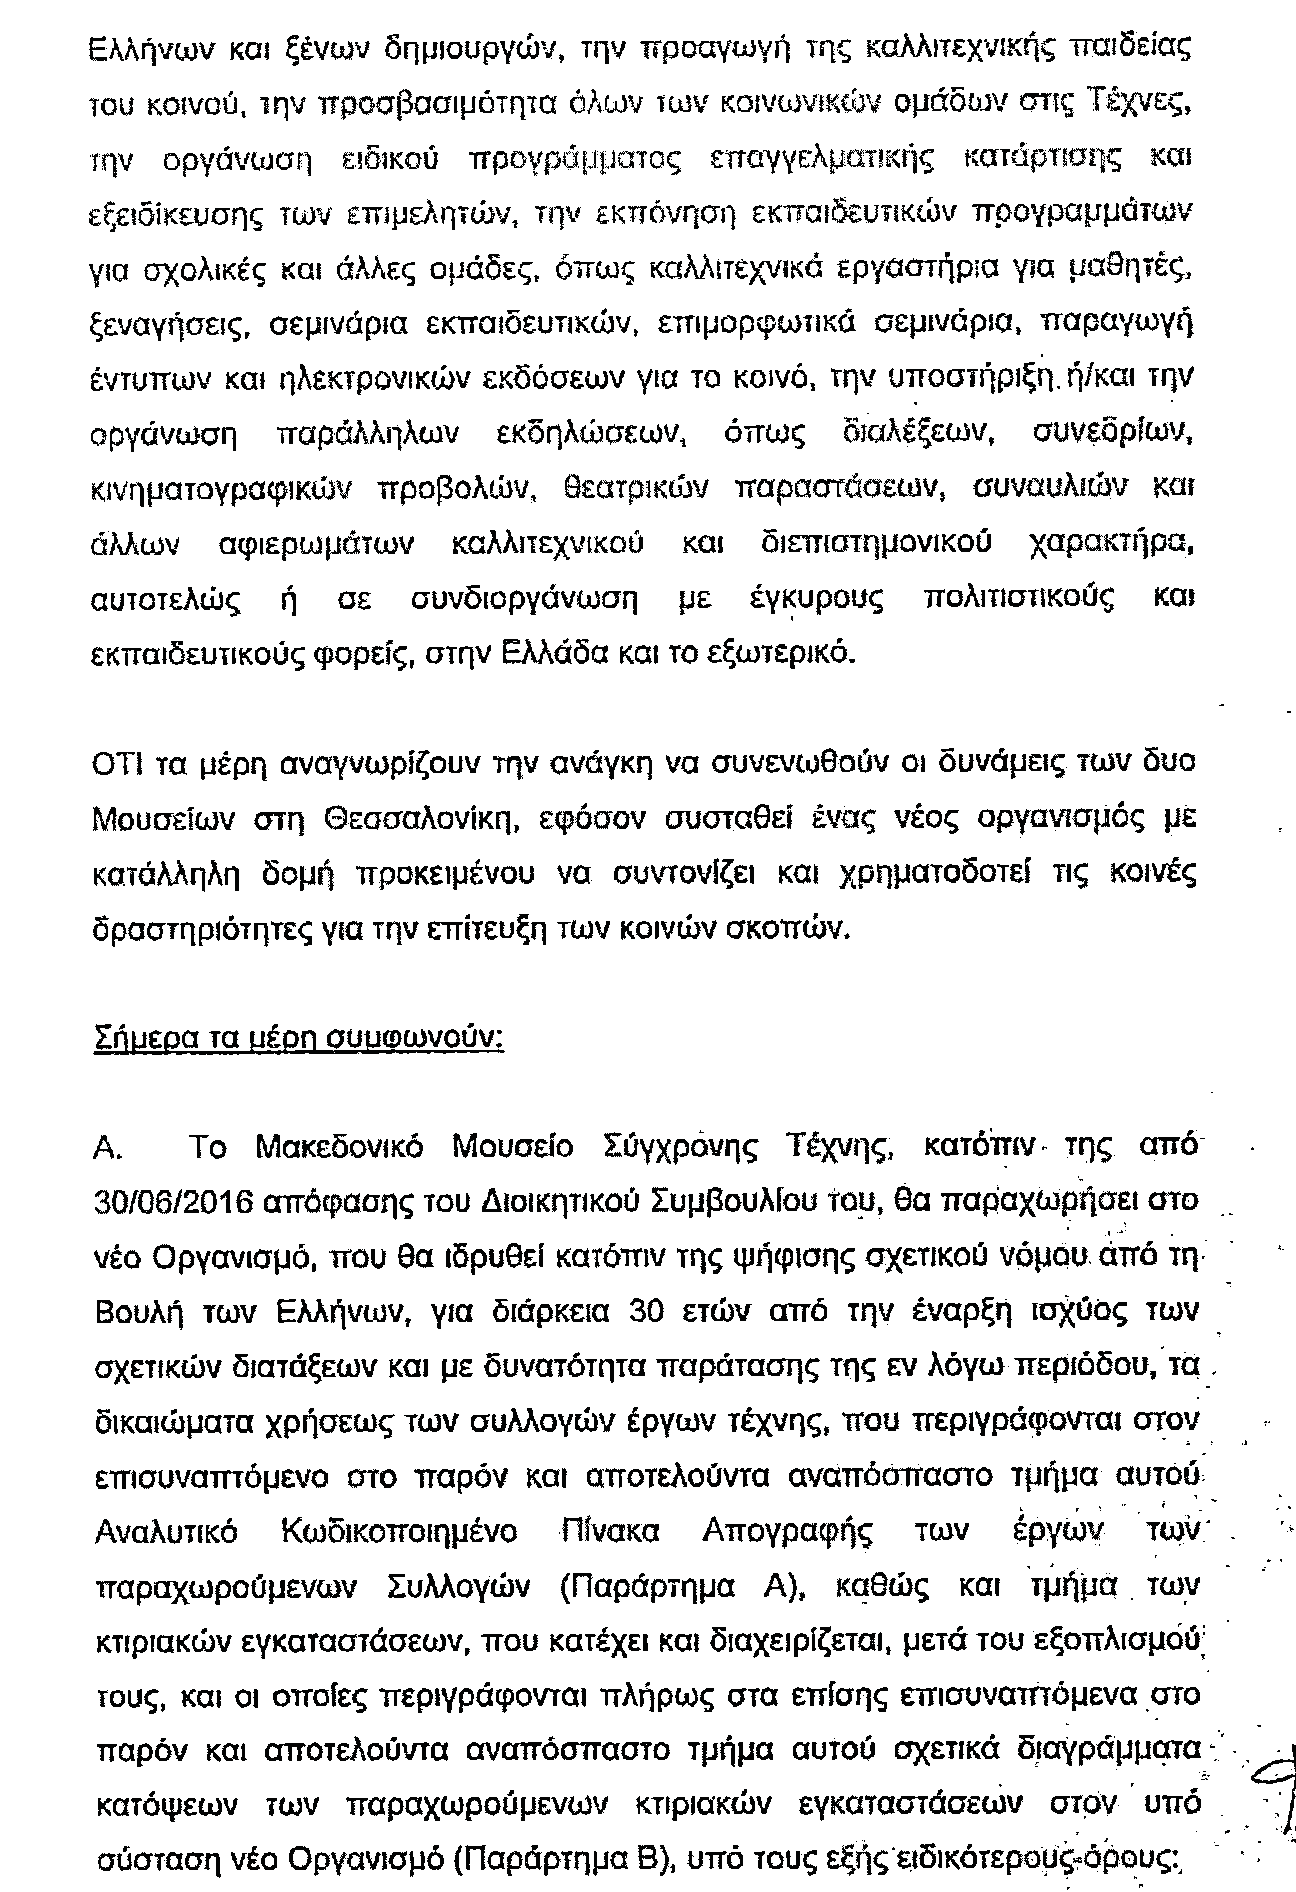 Ελλήνων και ξένων δημιουργών, την προαγωγή της καλλιτεχνικής παιδείας
του κοινού, την προσβασιμότητα όλων των κοινωνικών ομάδων στις Τέχνες,
την οργάνωση ειδικού προγράμματος επαγγελματικής κατάρτισης και
εξειδίκευσης των επιμελητών, την εκπόνηση εκπαιδευτικών προγραμμάτων
για σχολικές και άλλες ομάδες, όπως καλλιτεχνικά εργαστήρια για μαθητές,
ξεναγήσεις, σεμινάρια εκπαιδευτικών, επιμορφωτικά σεμινάρια, παραγωγή
έντυπων και ηλεκτρονικών εκδόσεων για το κοινό, την υποστήριξη ή/και την
οργάνωση παράλληλων εκδηλώσεων, όπως διαλέξεων, συνεδρίων,
κινηματογραφικών προβολών, θεατρικών παραστάσεων, συναυλιών και
άλλων αφιερωμάτων καλλιτεχνικού και διεπιστημονικού χαρακτήρα,
αυτοτελώς ή σε συνδιοργάνωση με έγκυρους πολιτιστικούς και
εκπαιδευτικούς φορείς, στην Ελλάδα και το εξωτερικό.
ΟΤΙ τα μέρη αναγνωρίζουν την ανάγκη να συνενωθούν οι δυνάμεις των δυο
Μουσείων στη Θεσσαλονίκη, εφόσον συσταθεί ένας νέος οργανισμός με
κατάλληλη δομή προκειμένου να συντονίζει και χρηματοδοτεί τις κοινές
δραστηριότητες για την επίτευξη των κοινών σκοπών.
Σήμερα τα μέρη συμφωνούν:
Α. Το Μακεδονικό Μουσείο Σύγχρονης Τέχνης, κατόπιν της από
30/06/2016 απόφασης του Διοικητικού Συμβουλίου του, θα παραχωρήσει στο
νέο Οργανισμό, που θα ιδρυθεί κατόπιν της ψήφισης σχετικού νόμου από τη
Βουλή των Ελλήνων, για διάρκεια 30 ετών από την έναρξη ισχύος των
σχετικών διατάξεων και με δυνατότητα παράτασης της εν λόγω περιόδου, τα
δικαιώματα χρήσεως των συλλογών έργων τέχνης, που περιγράφονται στον
επισυναπτόμενο στο παρόν και αποτελούντα αναπόσπαστο τμήμα αυτού
Αναλυτικό Κωδικοποιημένο Πίνακα Απογραφής των έργων των
παραχωρούμενων Συλλογών (Παράρτημα Α), καθώς και τμήμα των
κτιριακών εγκαταστάσεων, που κατέχει και διαχειρίζεται, μετά του εξοπλισμού
τους, και οι οποίες περιγράφονται πλήρως στα επίσης επισυναπτόμενα στο
παρόν και αποτελούντα αναπόσπαστο τμήμα αυτού σχετικά διαγράμματα
κατόψεων των παραχωρούμενων κτιριακών εγκαταστάσεων στον υπό
σύσταση νέο Οργανισμό (Παράρτημα Β), υπό τους εξής ειδικότερους όρους: